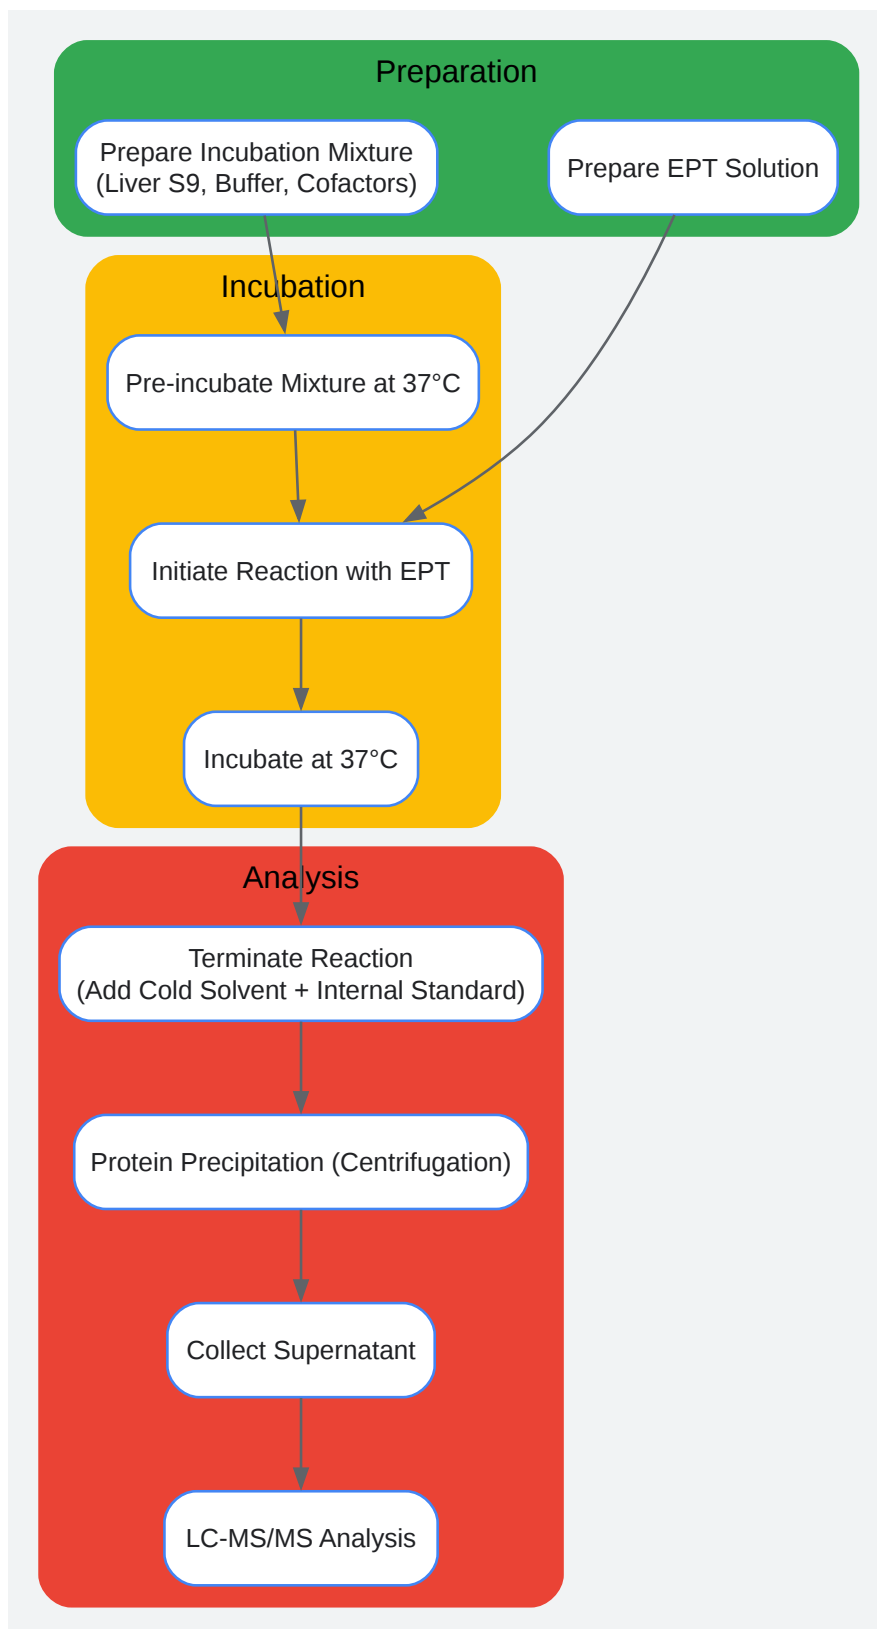 Preparation
Prepare Incubation Mixture
(Liver S9, Buffer, Cofactors)
Prepare EPT Solution
Incubation
Pre-incubate Mixture at 37°C
Initiate Reaction with EPT
Incubate at 37°C
Analysis
Terminate Reaction
(Add Cold Solvent + Internal Standard)
Protein Precipitation (Centrifugation)
Collect Supernatant
LC-MS/MS Analysis